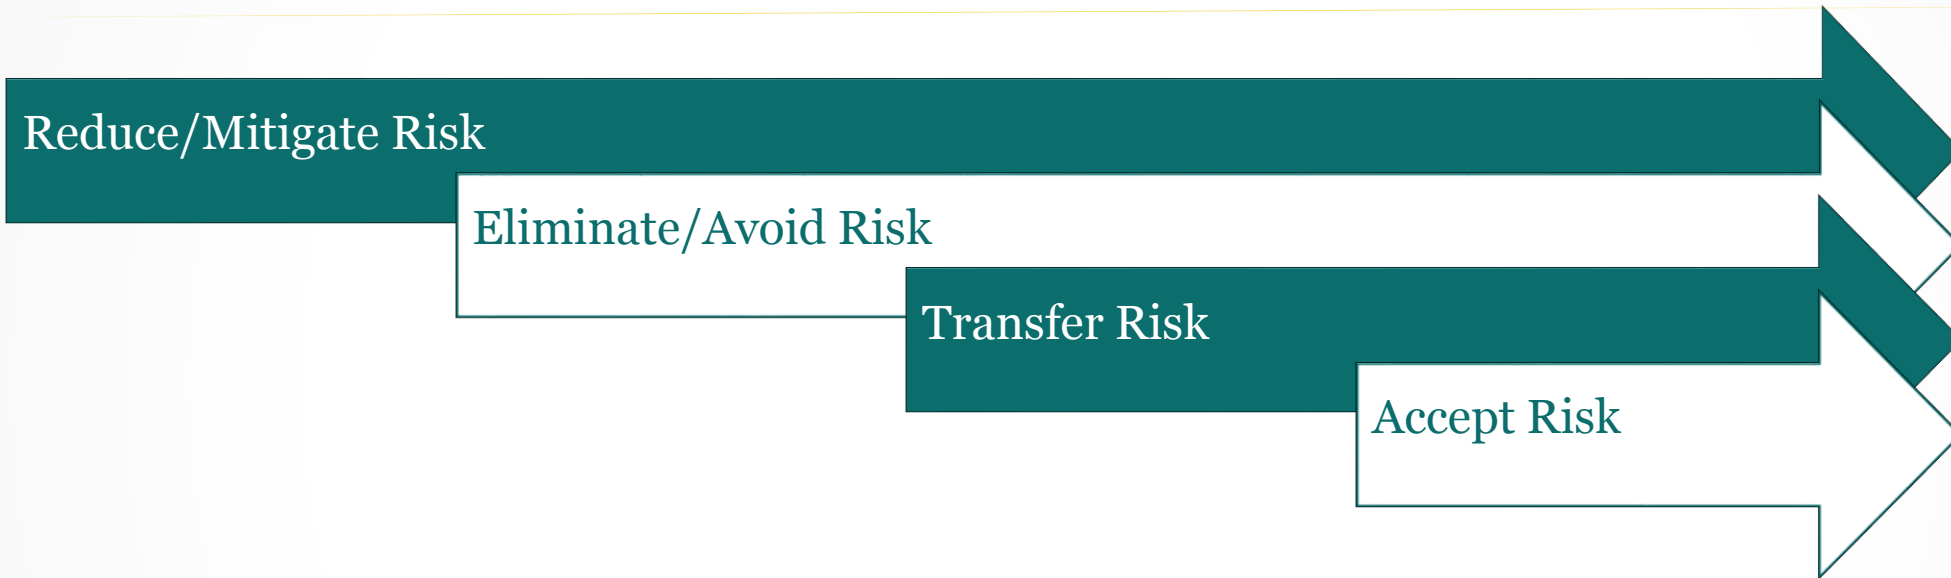 Reduce/Mitigate Risk
Eliminate/Avoid Risk
Transfer Risk
Accept Risk